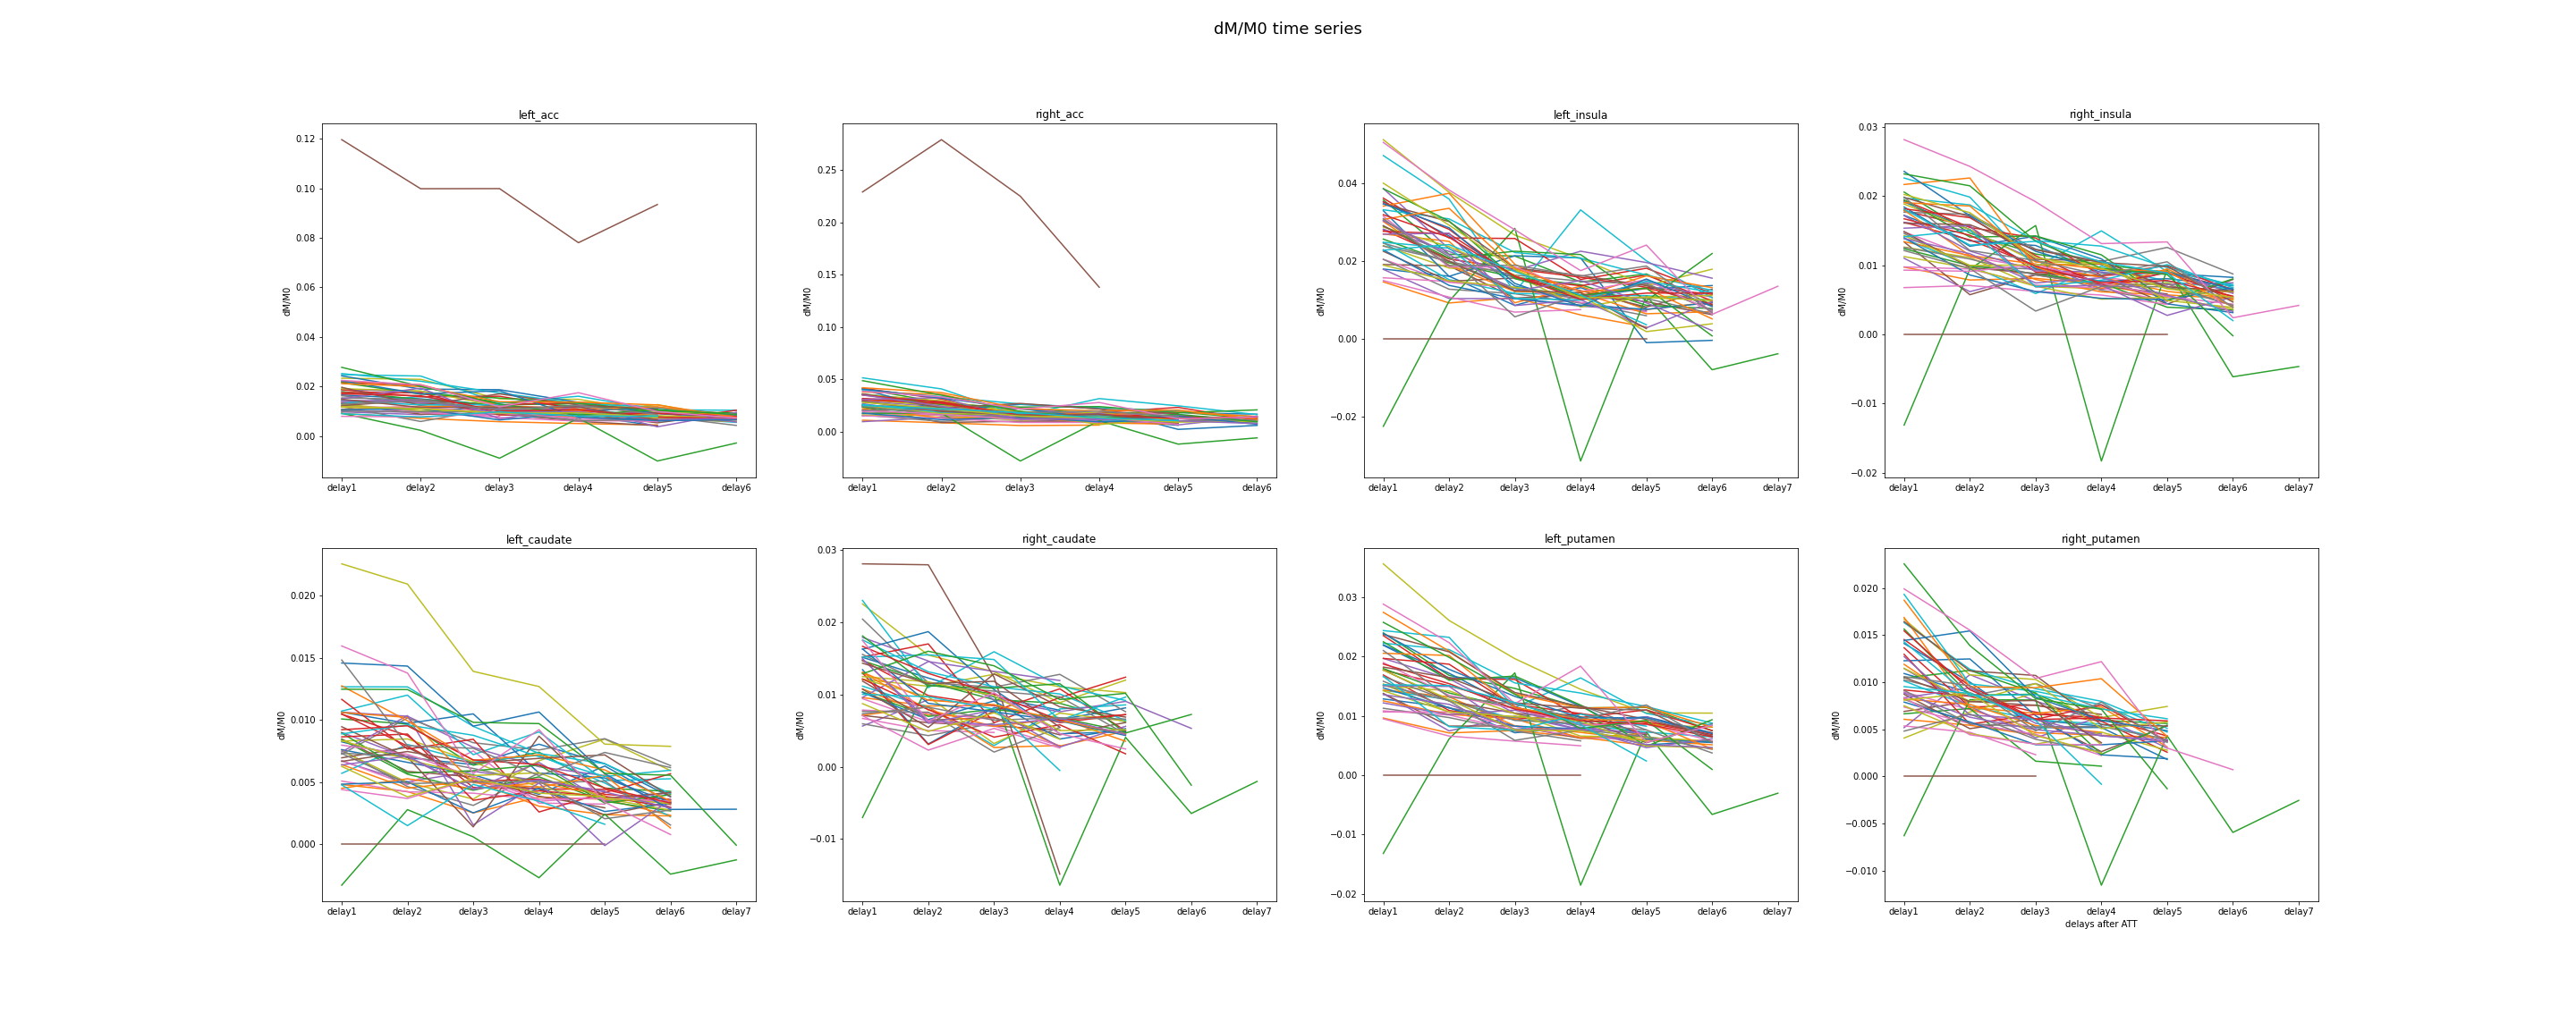 dM/M0 time series
left_acc
right_acc
left_insula
right_insula
dM/M0
0.12
0.10
0.08
0.06
0.04
0.02
0.00
delay1 delay2 delay3 delay4 delay5 delay6
dM/M0
0.25
0.20
0.15
0.10
0.05
0.00
delay1 delay2 delay3 delay4 delay5 delay6
dM/M0
0.04
0.02
0.00
−0.02
delay1 delay2 delay3 delay4 delay5 delay6 delay7
dM/M0
0.03
0.02
0.01
0.00
−0.01
−0.02
delay1 delay2 delay3 delay4 delay5 delay6 delay7
left_caudate
right_caudate
left_putamen
right_putamen
dM/M0
0.020
0.015
0.010
0.005
0.000
delay1 delay2 delay3 delay4 delay5 delay6 delay7
dM/M0
0.03
0.02
0.01
0.00
−0.01
delay1 delay2 delay3 delay4 delay5 delay6 delay7
dM/M0
0.03
0.02
0.01
0.00
−0.01
−0.02
delay1 delay2 delay3 delay4 delay5 delay6 delay7
dM/M0
0.020
0.015
0.010
0.005
0.000
−0.005
−0.010
delay1 delay2 delay3 delay4 delay5 delay6 delay7
delays after ATT